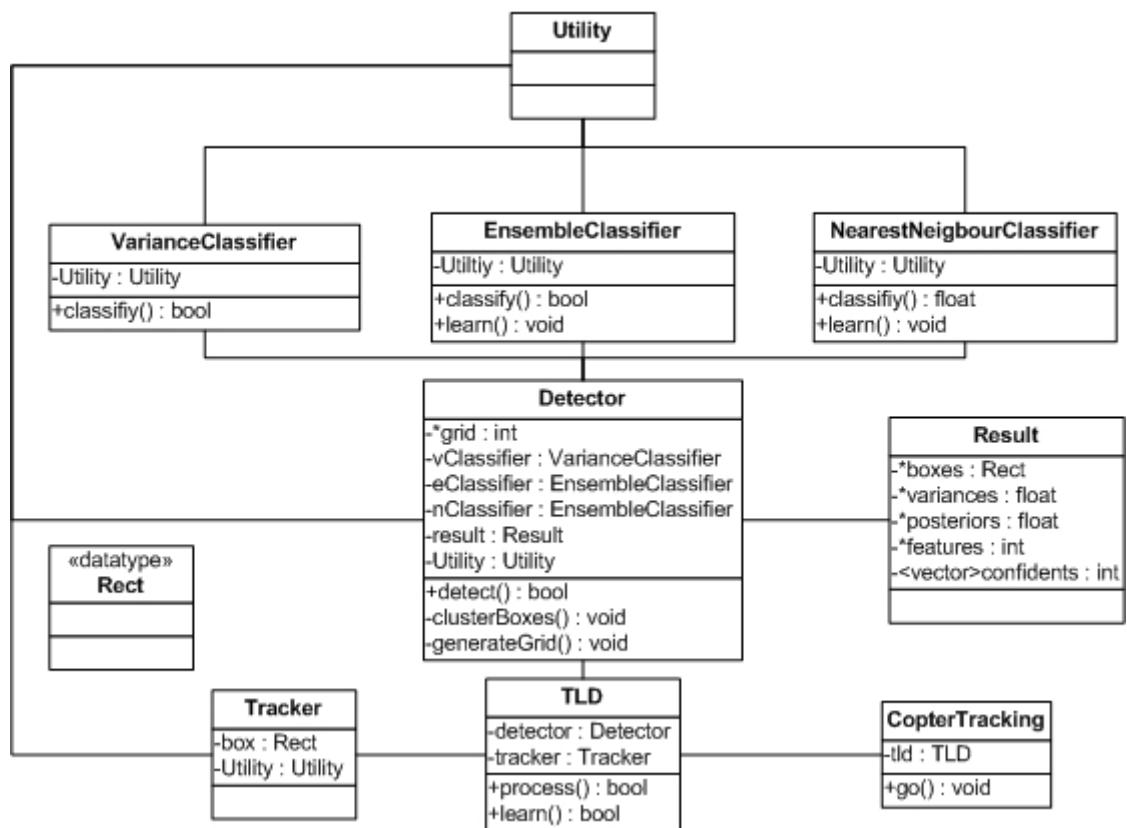 Utility
VarianceClassifier
-Utility : Utility
+classifiy() : bool
EnsembleClassifier
-Utiltiy : Utility
+classify() : bool
+learn() : void
NearestNeigbourClassifier
-Utility : Utility
+classifiy() : float
+learn() : void
Detector
-*grid : int
-vClassifier : VarianceClassifier
-eClassifier : EnsembleClassifier
-nClassifier : EnsembleClassifier
-result : Result
-Utility : Utility
+detect() : bool
-clusterBoxes() : void
-generateGrid() : void
Result
-*boxes : Rect
-*variances : float
-*posteriors : float
-*features : int
-<vector>confidents : int
«datatype»
Rect
Tracker
-box : Rect
-Utility : Utility
TLD
-detector : Detector
-tracker : Tracker
+process() : bool
+learn() : bool
CopterTracking
-tld : TLD
+go() : void